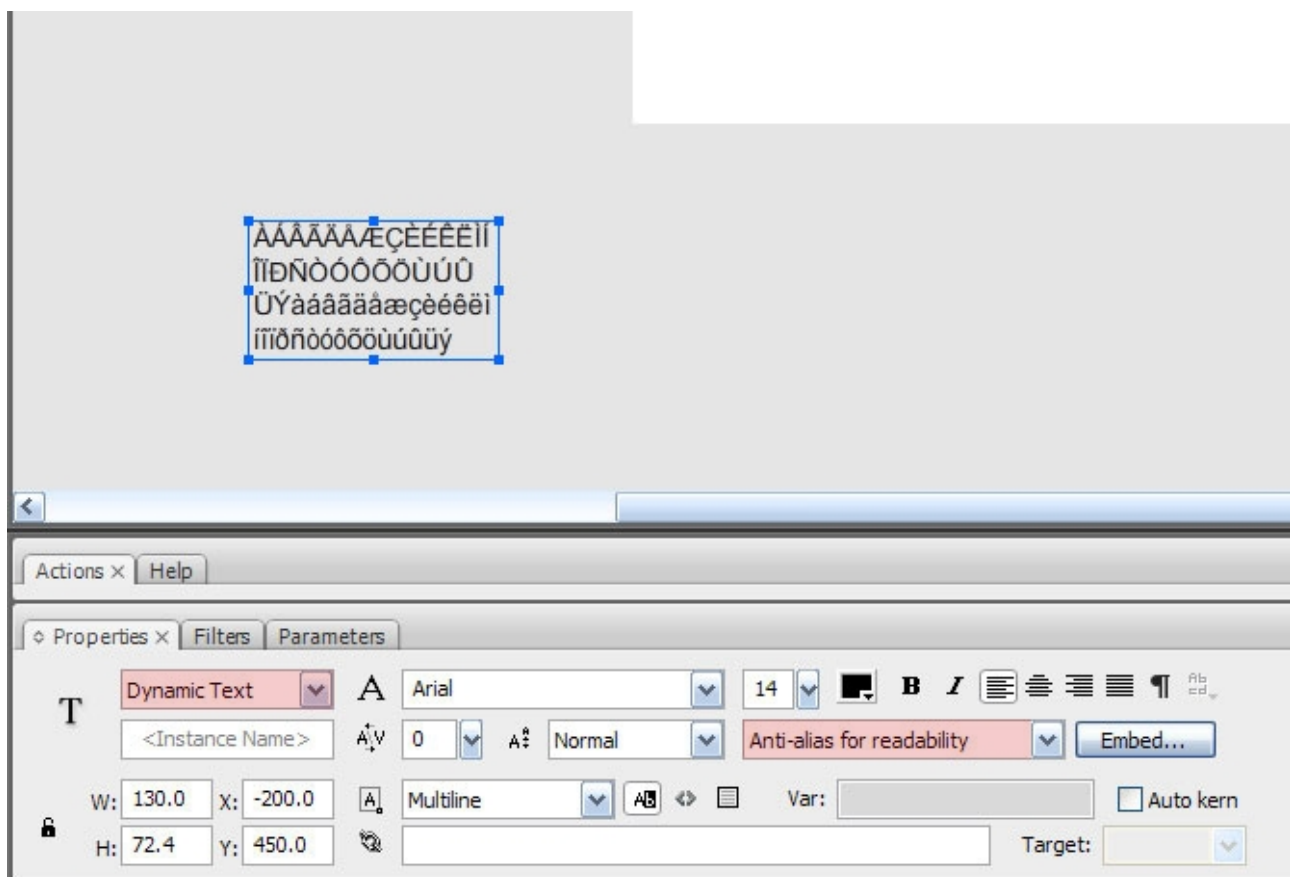 ÀÁÂÃÄÅÆÇÈÉÊËÌÍ
ÎÏÐÑÒÓÔÕÖÙÚÛ
ÜÝàáâãäåæçèéêëì
íîïðñòóôõöùúûüý
Actions × Help
Properties × Filters Parameters
T Dynamic Text A Arial 14 B I ¶
<Instance Name> A|V 0 Normal Anti-alias for readability Embed...
W: 130.0 X: -200.0 Multiline AB <> Var: Auto kern
H: 72.4 Y: 450.0 Target: